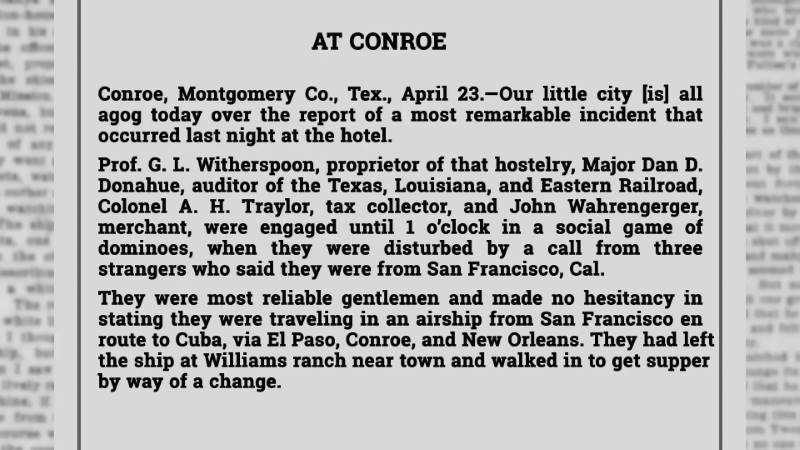 AT CONROE
Conroe, Montgomery Co., Tex., April 23.—Our little city [is] all
agog today over the report of a most remarkable incident that
occurred last night at the hotel.
Prof. G. L. Witherspoon, proprietor of that hostelry, Major Dan D.
Donahue, auditor of the Texas, Louisiana, and Eastern Railroad,
Colonel A. H. Traylor, tax collector, and John Wahrengerger,
merchant, were engaged until 1 o'clock in a social game of
dominoes, when they were disturbed by a call from three
strangers who said they were from San Francisco, Cal.
They were most reliable gentlemen and made no hesitancy in
stating they were traveling in an airship from San Francisco en
route to Cuba, via El Paso, Conroe, and New Orleans. They had left
the ship at Williams ranch near town and walked in to get supper
by way of a change.